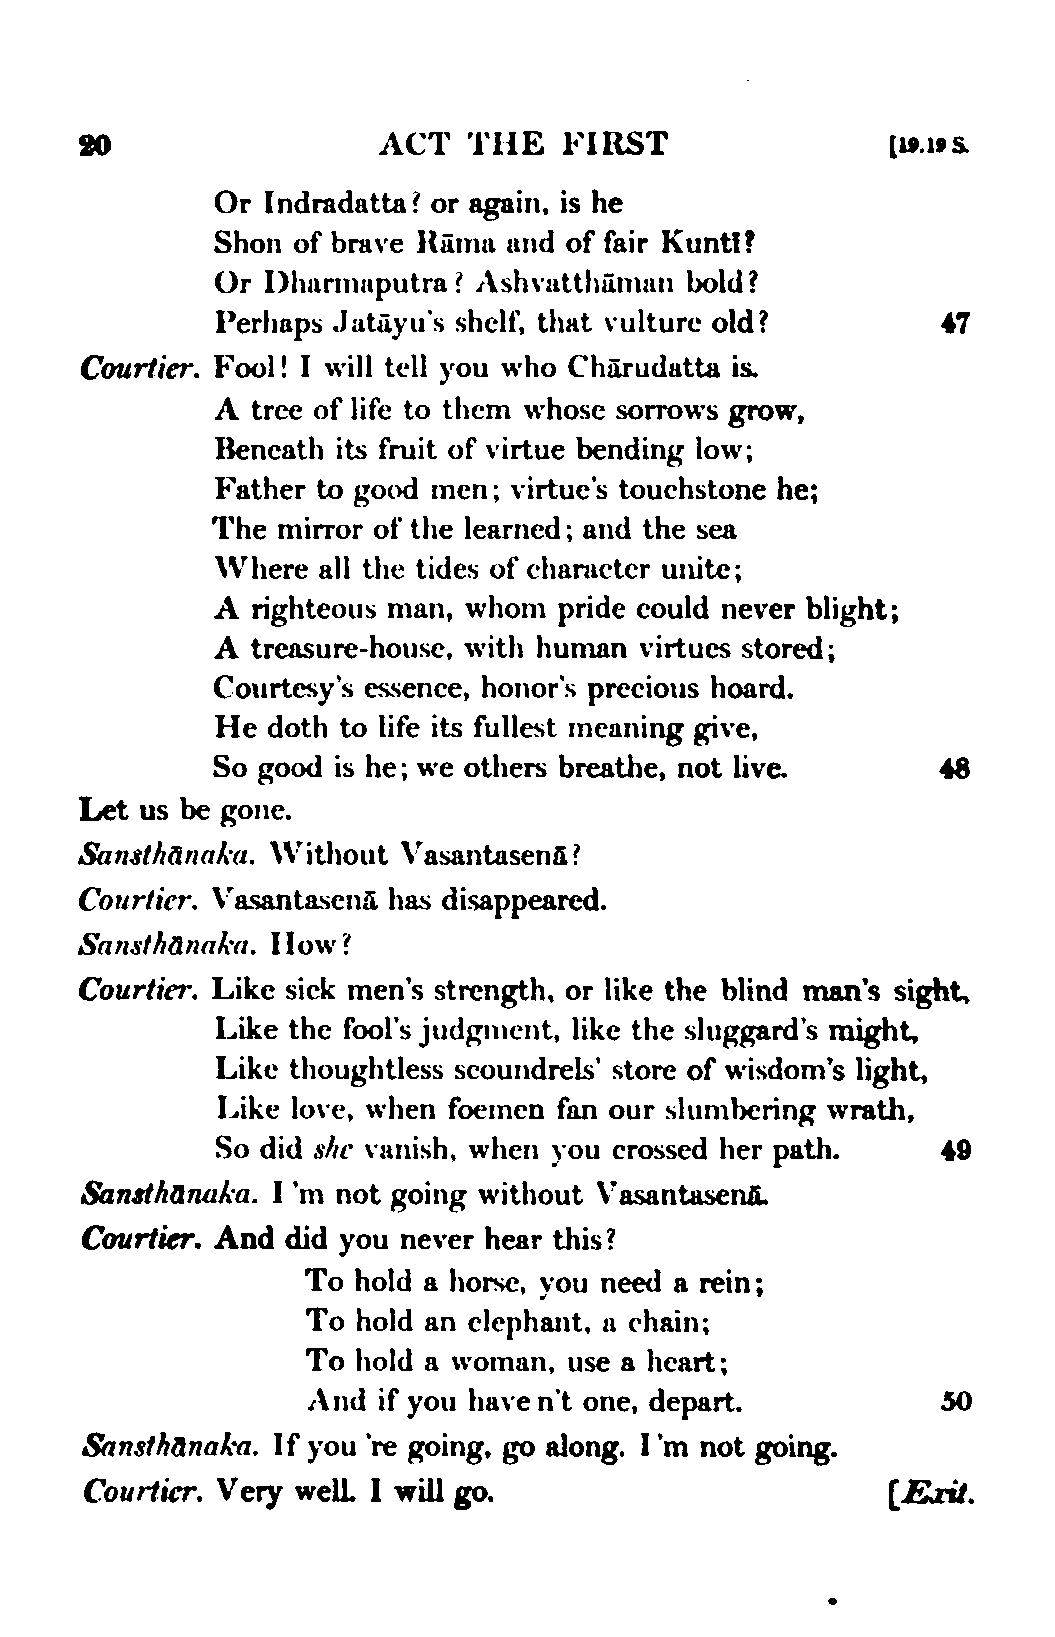 20 ACT THE FIRST [19.19 S.
Or Indradatta? or again, is he
Shon of brave Rāma and of fair Kuntī?
Or Dharmaputra? Ashvatthāman bold?
Perhaps Jatāyu's shelf, that vulture old? 47
Courtier. Fool! I will tell you who Chārudatta is.
A tree of life to them whose sorrows grow,
Beneath its fruit of virtue bending low;
Father to good men; virtue's touchstone he;
The mirror of the learned; and the sea
Where all the tides of character unite;
A righteous man, whom pride could never blight;
A treasure-house, with human virtues stored;
Courtesy's essence, honor's precious hoard.
He doth to life its fullest meaning give,
So good is he; we others breathe, not live. 48
Let us be gone.
Sansthānaka. Without Vasantasenā?
Courtier. Vasantasenā has disappeared.
Sansthānaka. How?
Courtier. Like sick men's strength, or like the blind man's sight,
Like the fool's judgment, like the sluggard's might,
Like thoughtless scoundrels' store of wisdom's light,
Like love, when foemen fan our slumbering wrath,
So did she vanish, when you crossed her path. 49
Sansthānaka. I 'm not going without Vasantasenā.
Courtier. And did you never hear this?
To hold a horse, you need a rein;
To hold an elephant, a chain;
To hold a woman, use a heart;
And if you have n't one, depart. 50
Sansthānaka. If you 're going, go along. I 'm not going.
Courtier. Very well. I will go. [Exit.